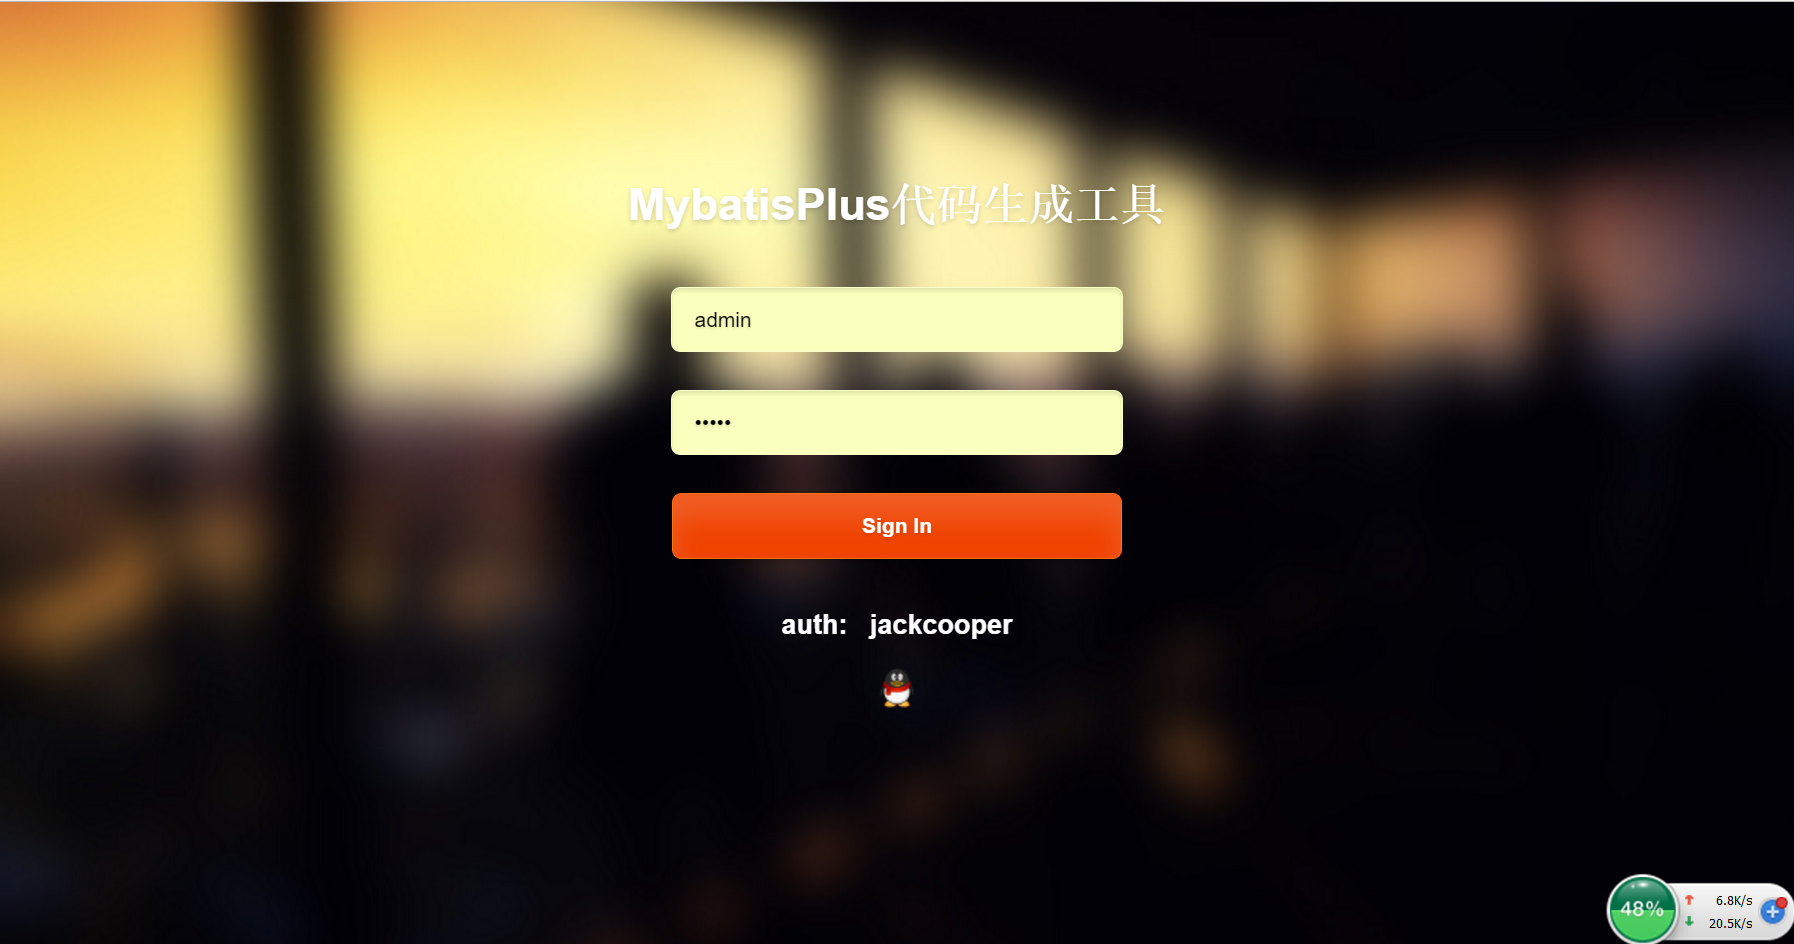 MybatisPlus代码生成工具
admin
•••••
Sign In
auth: jackcooper
48%
6.8K/s
20.5K/s